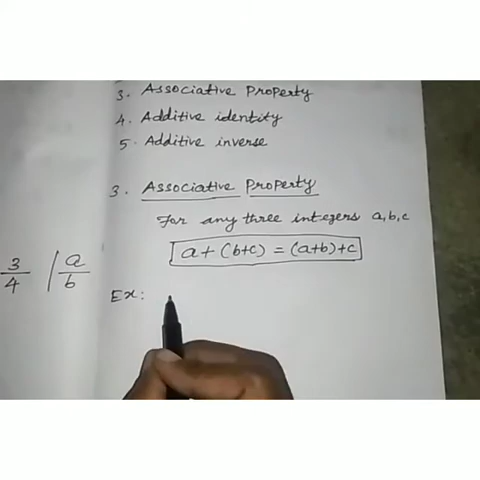 3. Associative Property
4. Additive identity
5. Additive inverse
3. Associative Property
For any three integers a,b,c
a + (b+c) = (a+b)+c
3/4 | a/b
Ex: